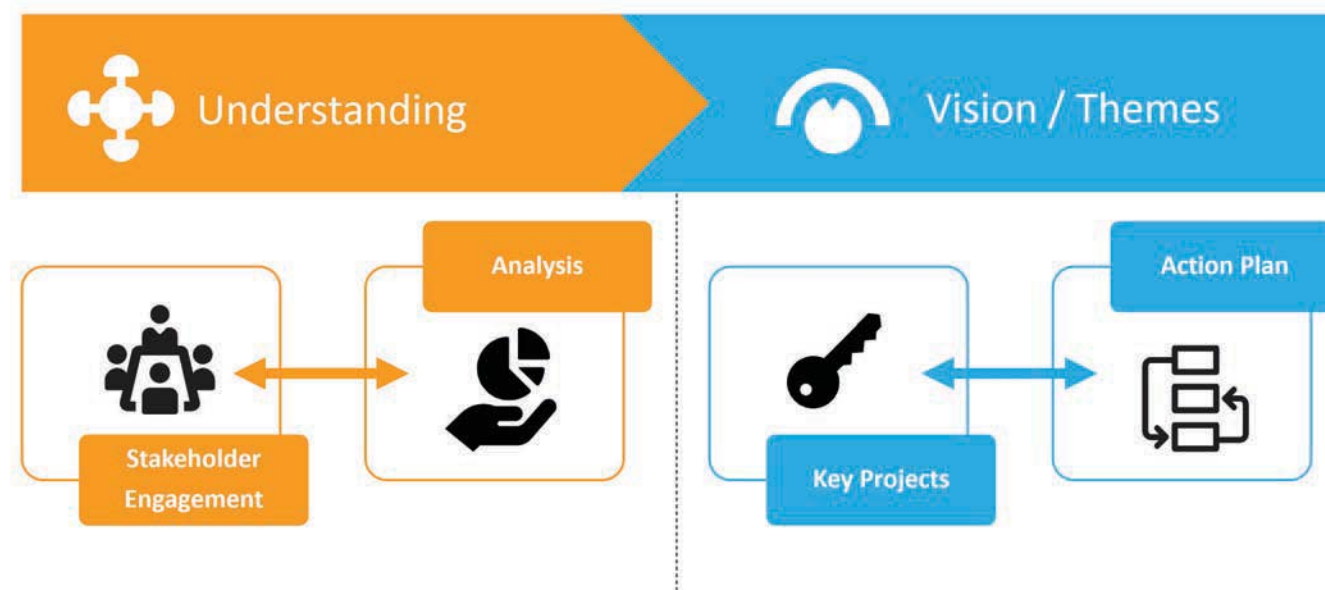 Understanding
Vision / Themes
Analysis
Stakeholder
Engagement
Action Plan
Key Projects